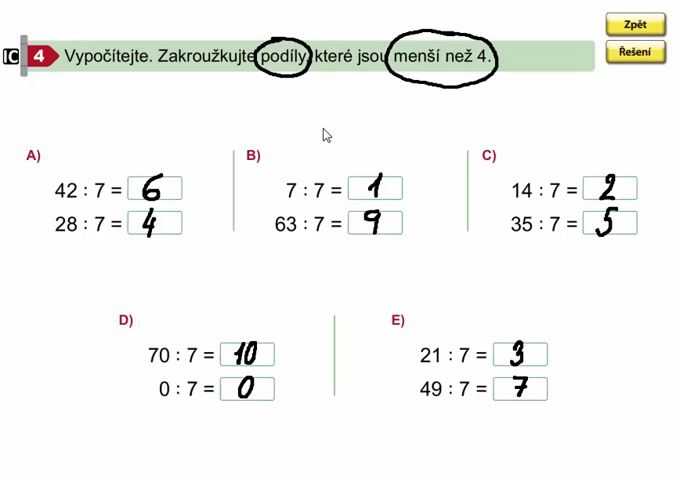 Zpět
Řešení
4 Vypočítejte. Zakroužkujte podíly, které jsou menší než 4.
A)
42 : 7 = 6
28 : 7 = 4
B)
7 : 7 = 1
63 : 7 = 9
C)
14 : 7 = 2
35 : 7 = 5
D)
70 : 7 = 10
0 : 7 = 0
E)
21 : 7 = 3
49 : 7 = 7